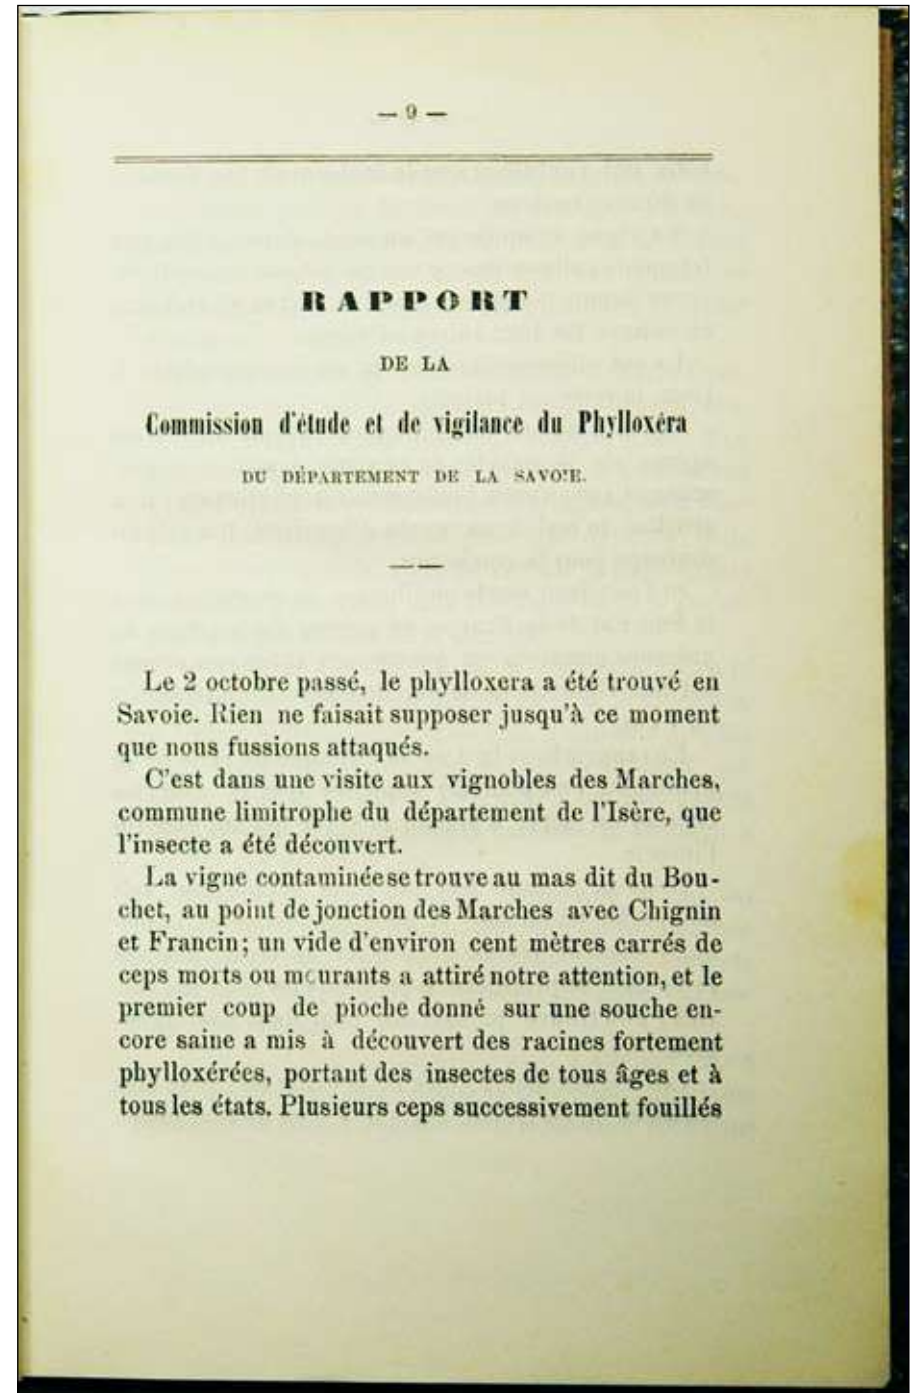 — 9 —
RAPPORT
DE LA
Commission d'étude et de vigilance du Phylloxéra
DU DÉPARTEMENT DE LA SAVOIE.
Le 2 octobre passé, le phylloxera a été trouvé en
Savoie. Rien ne faisait supposer jusqu'à ce moment
que nous fussions attaqués.
C'est dans une visite aux vignobles des Marches,
commune limitrophe du département de l'Isère, que
l'insecte a été découvert.
La vigne contaminée se trouve au mas dit du Bou-
chet, au point de jonction des Marches avec Chignin
et Francin; un vide d'environ cent mètres carrés de
ceps morts ou mourants a attiré notre attention, et le
premier coup de pioche donné sur une souche en-
core saine a mis à découvert des racines fortement
phylloxérées, portant des insectes de tous âges et à
tous les états. Plusieurs ceps successivement fouillés